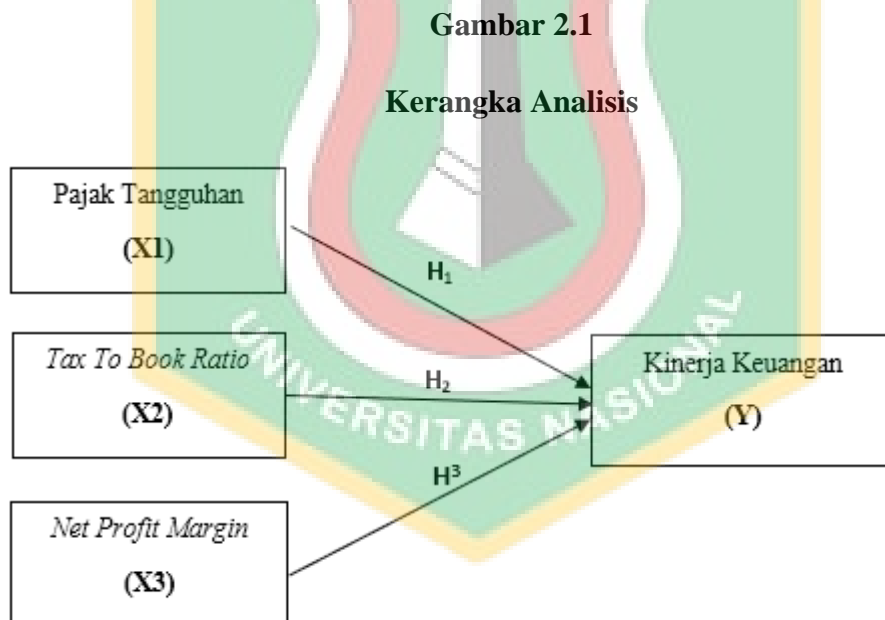 Gambar 2.1
Kerangka Analisis
Pajak Tangguhan
(X1)
H₁
Tax To Book Ratio
(X2)
H₂
Kinerja Keuangan
(Y)
H³
Net Profit Margin
(X3)
UNIVERSITAS NASIONAL